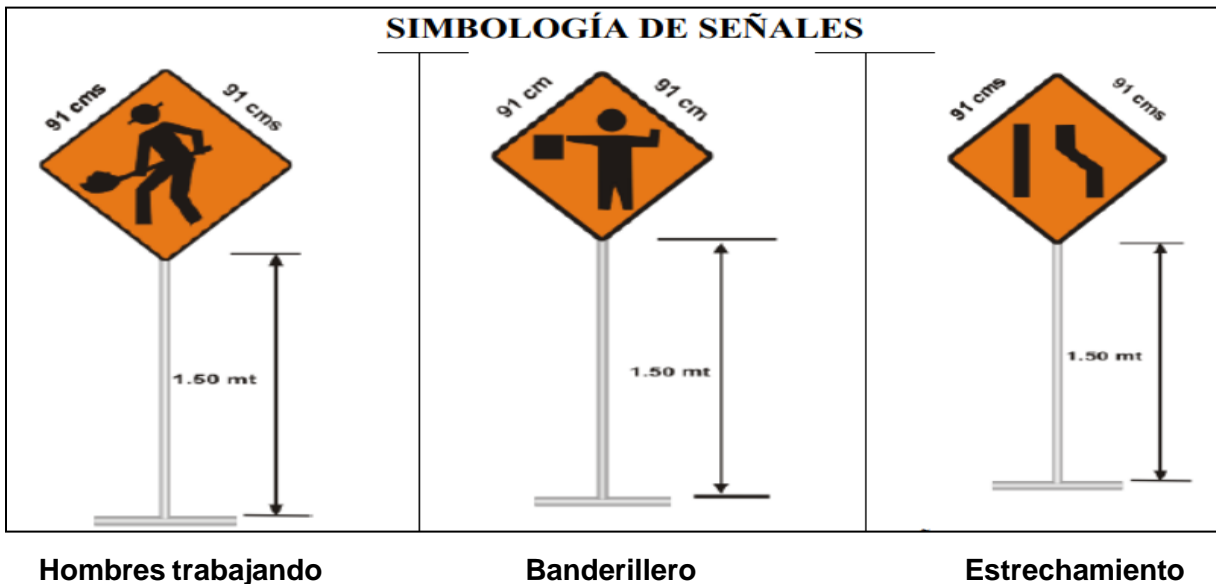 SIMBOLOGÍA DE SEÑALES
91 cms
91 cms
1.50 mt
91 cm
91 cm
1.50 mt
91 cms
91 cms
1.50 mt
Hombres trabajando
Banderillero
Estrechamiento